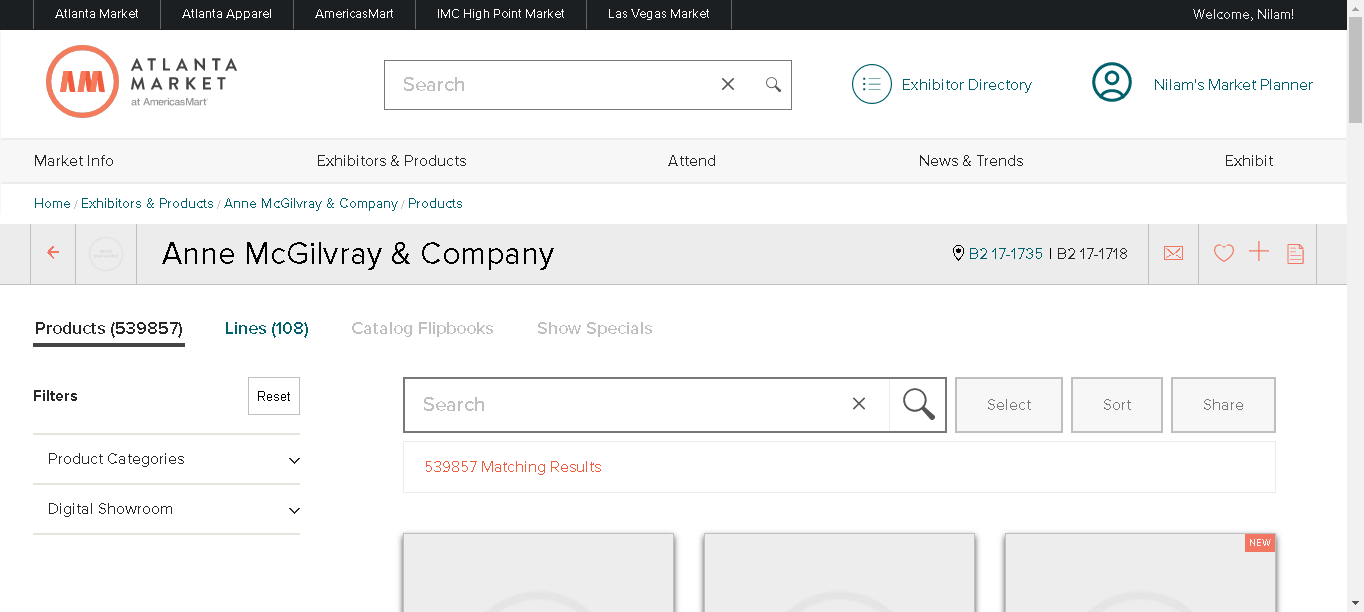 Atlanta Market Atlanta Apparel AmericasMart IMC High Point Market Las Vegas Market Welcome, Nilam!
AM ATLANTA MARKET at AmericasMart
Search
Exhibitor Directory
Nilam's Market Planner
Market Info Exhibitors & Products Attend News & Trends Exhibit
Home / Exhibitors & Products / Anne McGilvray & Company / Products
Anne McGilvray & Company
B2 17-1735 | B2 17-1718
Products (539857) Lines (108) Catalog Flipbooks Show Specials
Filters Reset
Search Select Sort Share
Product Categories
539857 Matching Results
Digital Showroom
NEW